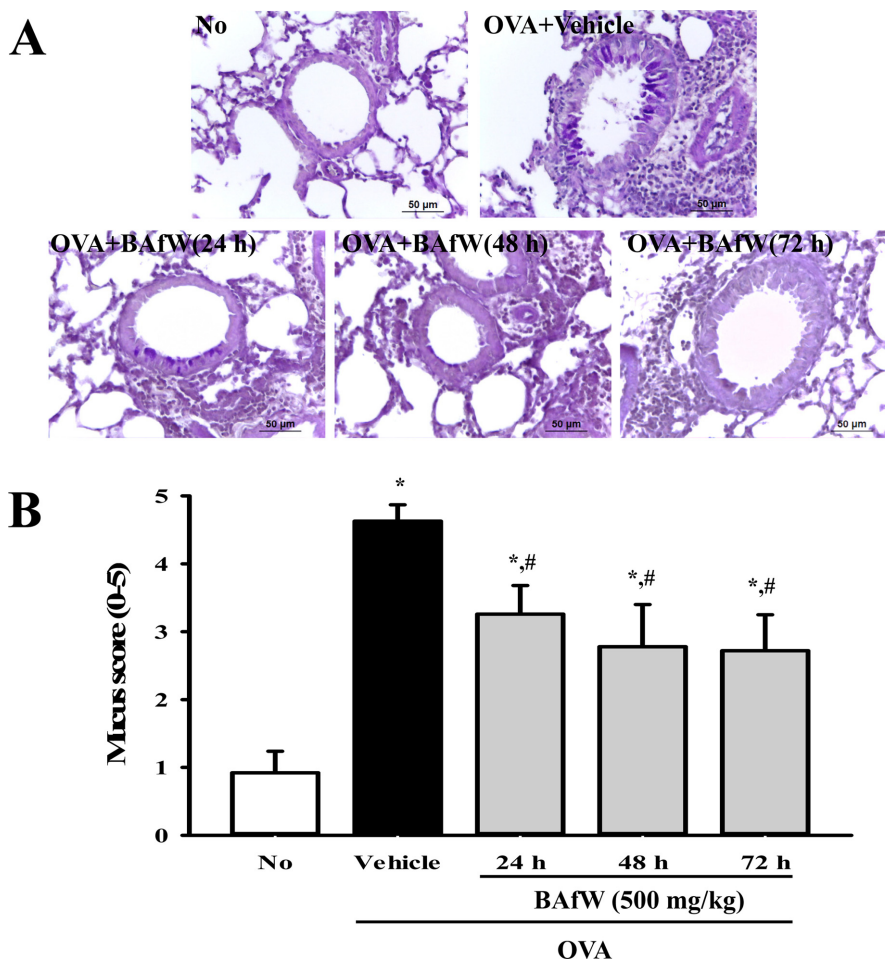 A
No
OVA+Vehicle
50 µm
50 µm
OVA+BAfW(24 h)
OVA+BAfW(48 h)
OVA+BAfW(72 h)
50 µm
50 µm
50 µm
B
Mucus score (0-5)
5
4
3
2
1
0
*
*,#
*,#
*,#
No
Vehicle
24 h
48 h
72 h
BAfW (500 mg/kg)
OVA